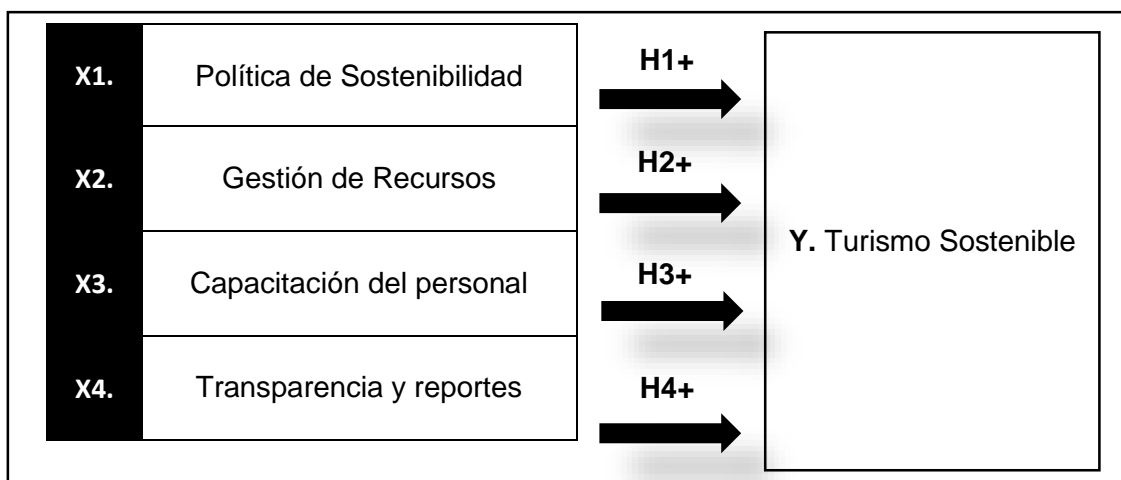 X1. Política de Sostenibilidad H1+
X2. Gestión de Recursos H2+
X3. Capacitación del personal H3+
X4. Transparencia y reportes H4+
Y. Turismo Sostenible